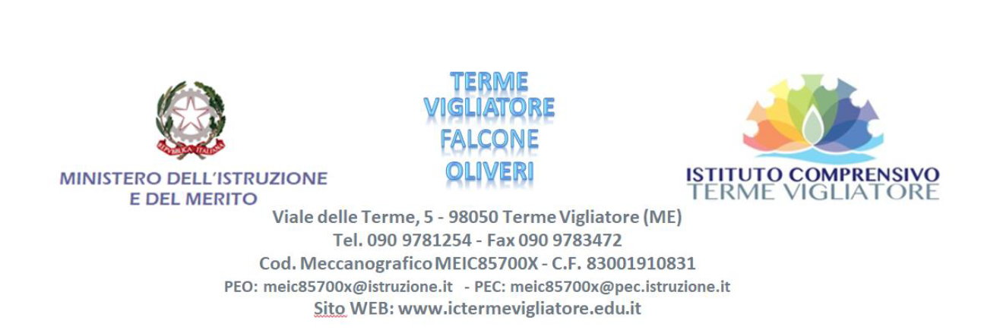 TERME
VIGLIATORE
FALCONE
OLIVERI
REPVBBLICA ITALIANA
MINISTERO DELL'ISTRUZIONE
E DEL MERITO
ISTITUTO COMPRENSIVO
TERME VIGLIATORE
Viale delle Terme, 5 - 98050 Terme Vigliatore (ME)
Tel. 090 9781254 - Fax 090 9783472
Cod. Meccanografico MEIC85700X - C.F. 83001910831
PEO: meic85700x@istruzione.it - PEC: meic85700x@pec.istruzione.it
Sito WEB: www.ictermevigliatore.edu.it